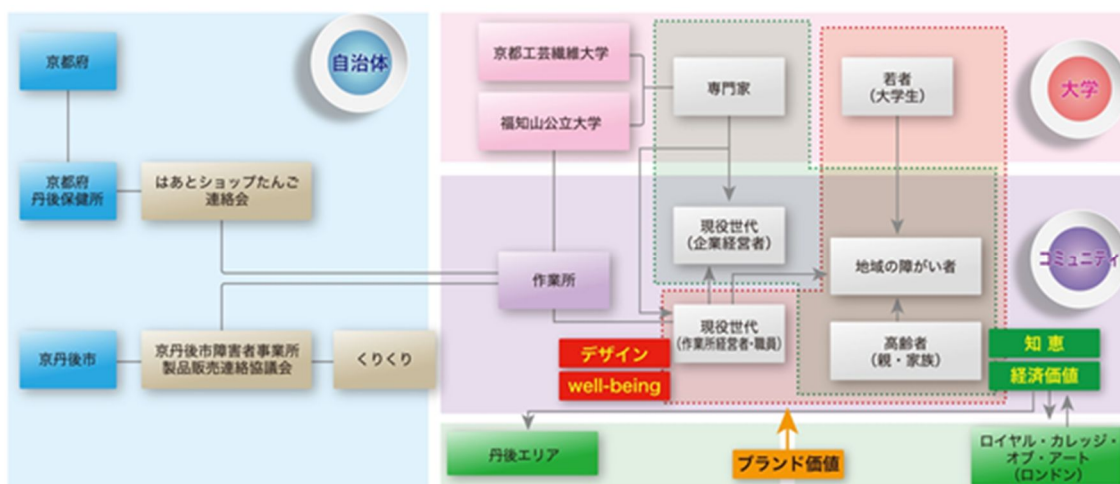 京都府
自治体
京都府
丹後保健所
はあとショップたんご
連絡会
京丹後市
京丹後市障害者事業所
製品販売連絡協議会
くりくり
京都工芸繊維大学
福知山公立大学
専門家
若者
(大学生)
大学
現役世代
(企業経営者)
地域の障がい者
コミュニティ
作業所
現役世代
(作業所経営者・職員)
高齢者
(親・家族)
デザイン
well-being
知恵
経済価値
丹後エリア
ブランド価値
ロイヤル・カレッジ・
オブ・アート
(ロンドン)